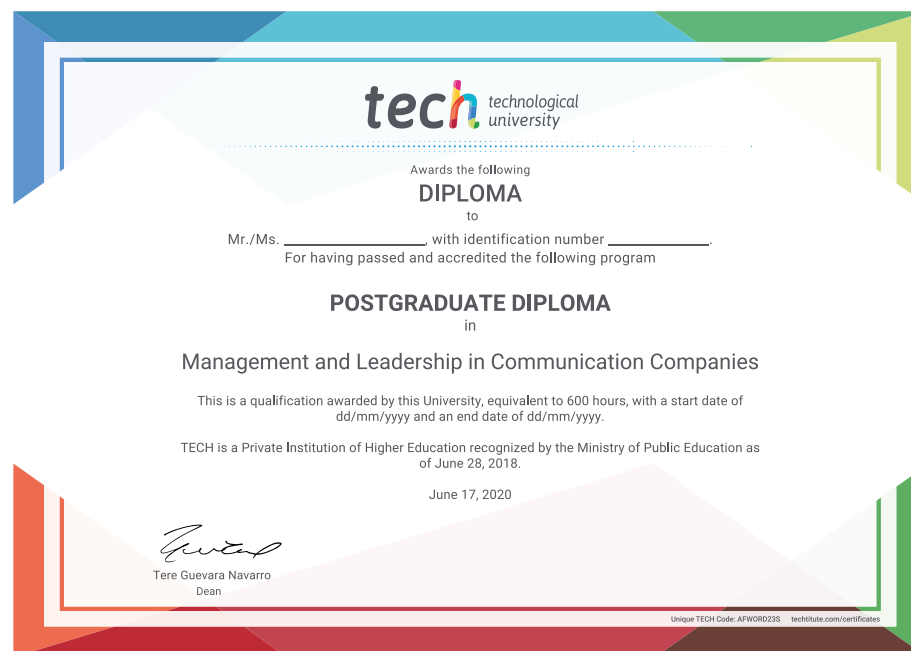 tech technological
university
Awards the following
DIPLOMA
to
Mr./Ms. ____________________, with identification number ______________.
For having passed and accredited the following program
POSTGRADUATE DIPLOMA
in
Management and Leadership in Communication Companies
This is a qualification awarded by this University, equivalent to 600 hours, with a start date of
dd/mm/yyyy and an end date of dd/mm/yyyy.
TECH is a Private Institution of Higher Education recognized by the Ministry of Public Education as
of June 28, 2018.
June 17, 2020
Tere Guevara Navarro
Dean
Unique TECH Code: AFWORD23S techtitute.com/certificates